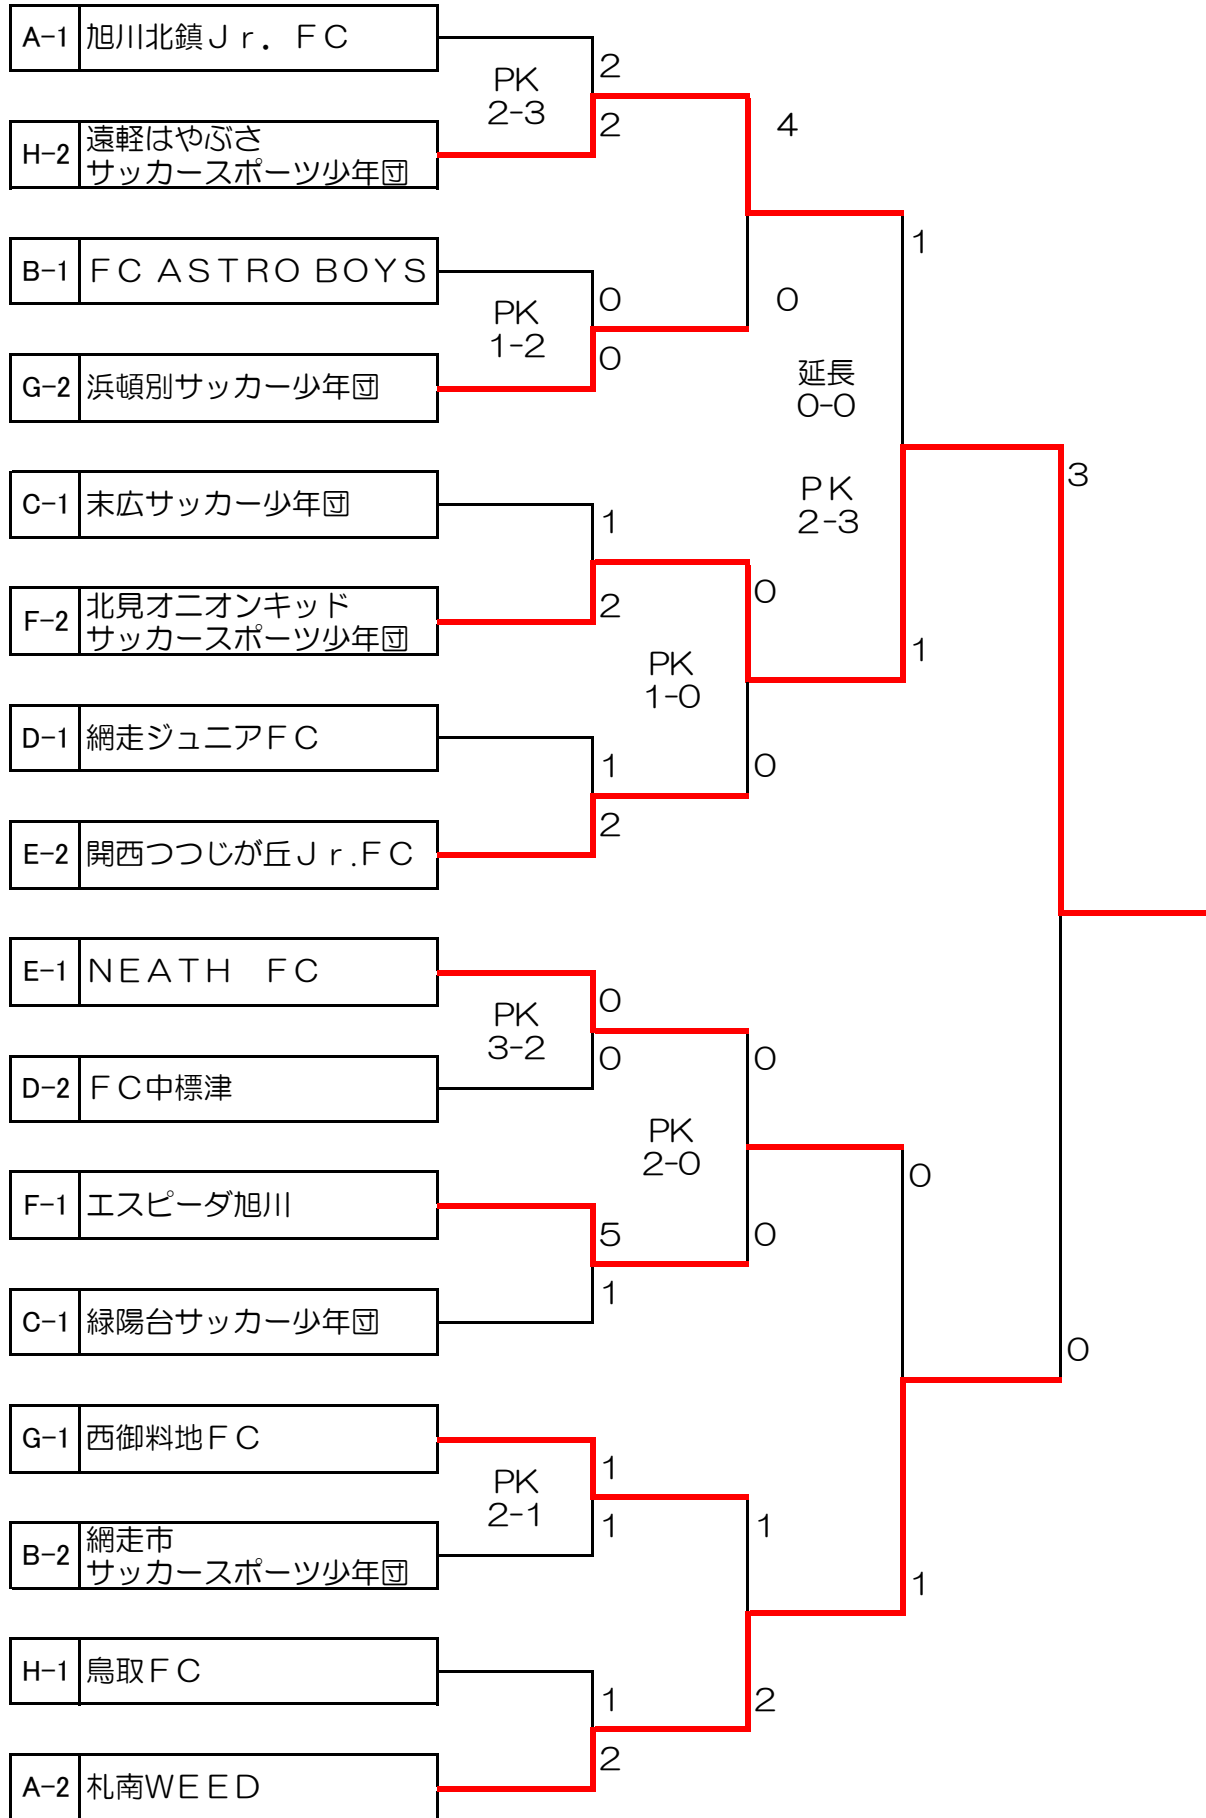 A-1 旭川北鎮Ｊｒ．ＦＣ
2
PK
2-3
2
4
H-2 遠軽はやぶさ
サッカースポーツ少年団
1
B-1 ＦＣ ＡＳＴＲＯ ＢＯＹＳ
0
0
PK
1-2
0
G-2 浜頓別サッカー少年団
延長
0-0
3
PK
2-3
C-1 末広サッカー少年団
1
0
F-2 北見オニオンキッド
サッカースポーツ少年団
2
1
PK
1-0
D-1 網走ジュニアＦＣ
1
0
2
E-2 開西つつじが丘Ｊｒ.ＦＣ
E-1 ＮＥＡＴＨ　ＦＣ
0
PK
3-2
0
0
D-2 ＦＣ中標津
PK
2-0
0
F-1 エスピーダ旭川
5
0
1
C-1 緑陽台サッカー少年団
0
G-1 西御料地ＦＣ
1
PK
2-1
1
1
B-2 網走市
サッカースポーツ少年団
1
H-1 鳥取ＦＣ
1
2
2
A-2 札南ＷＥＥＤ